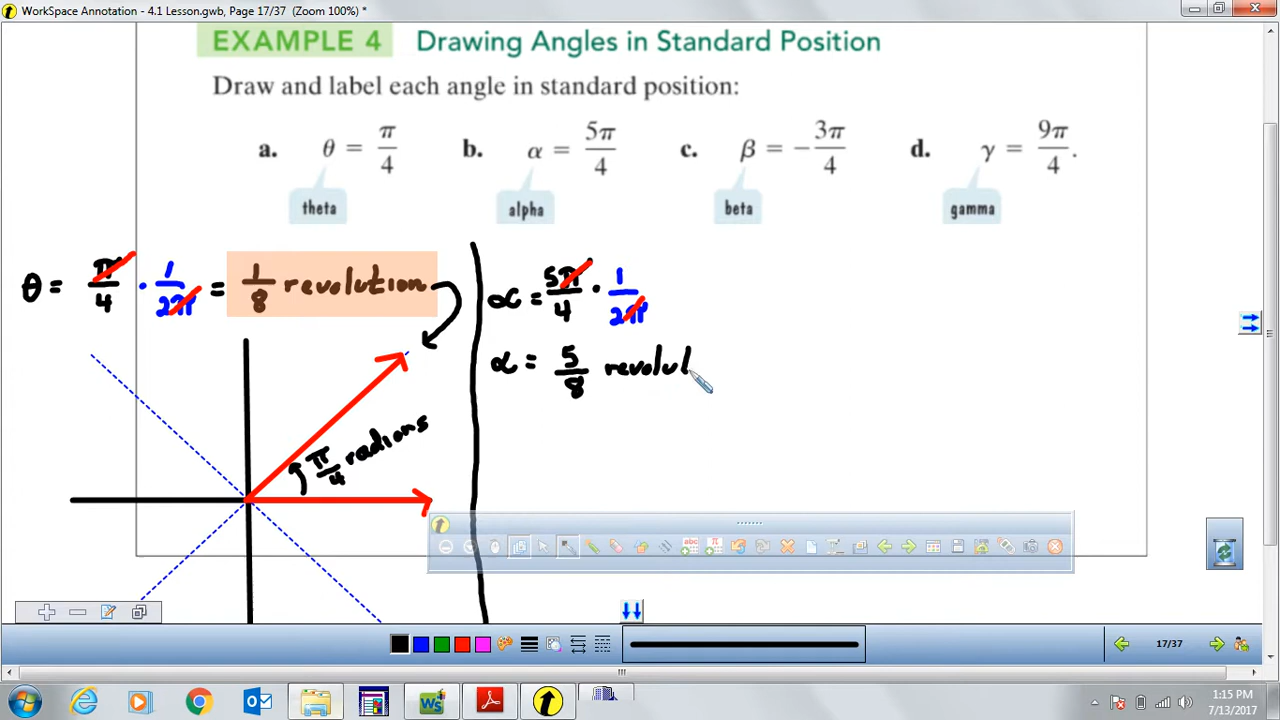 WorkSpace Annotation - 4.1 Lesson.gwb, Page 17/37 (Zoom 100%) *
EXAMPLE 4 Drawing Angles in Standard Position
Draw and label each angle in standard position:
a. θ = π/4 b. α = 5π/4 c. β = −3π/4 d. γ = 9π/4.
theta alpha beta gamma
θ = π/4 · 1/2π = 1/8 revolution
π/4 radians
α = 5π/4 · 1/2π
α = 5/8 revolut
abc
17/37
1:15 PM
7/13/2017